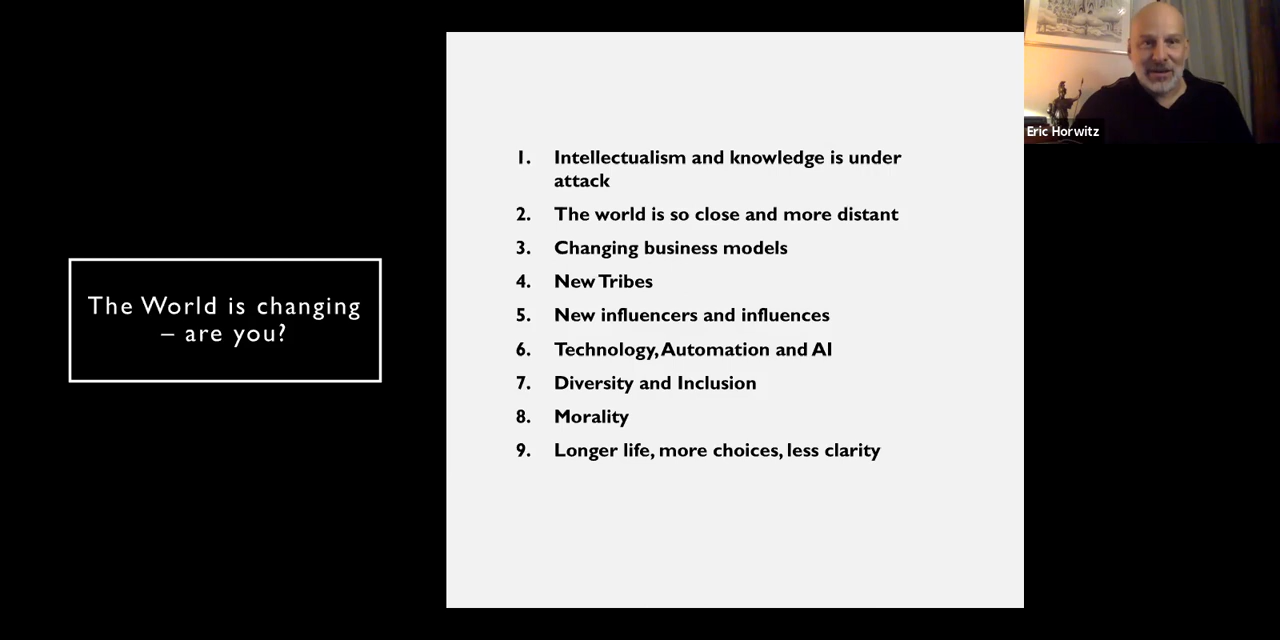 The World is changing
– are you?
1. Intellectualism and knowledge is under
attack
2. The world is so close and more distant
3. Changing business models
4. New Tribes
5. New influencers and influences
6. Technology, Automation and AI
7. Diversity and Inclusion
8. Morality
9. Longer life, more choices, less clarity
Eric Horwitz